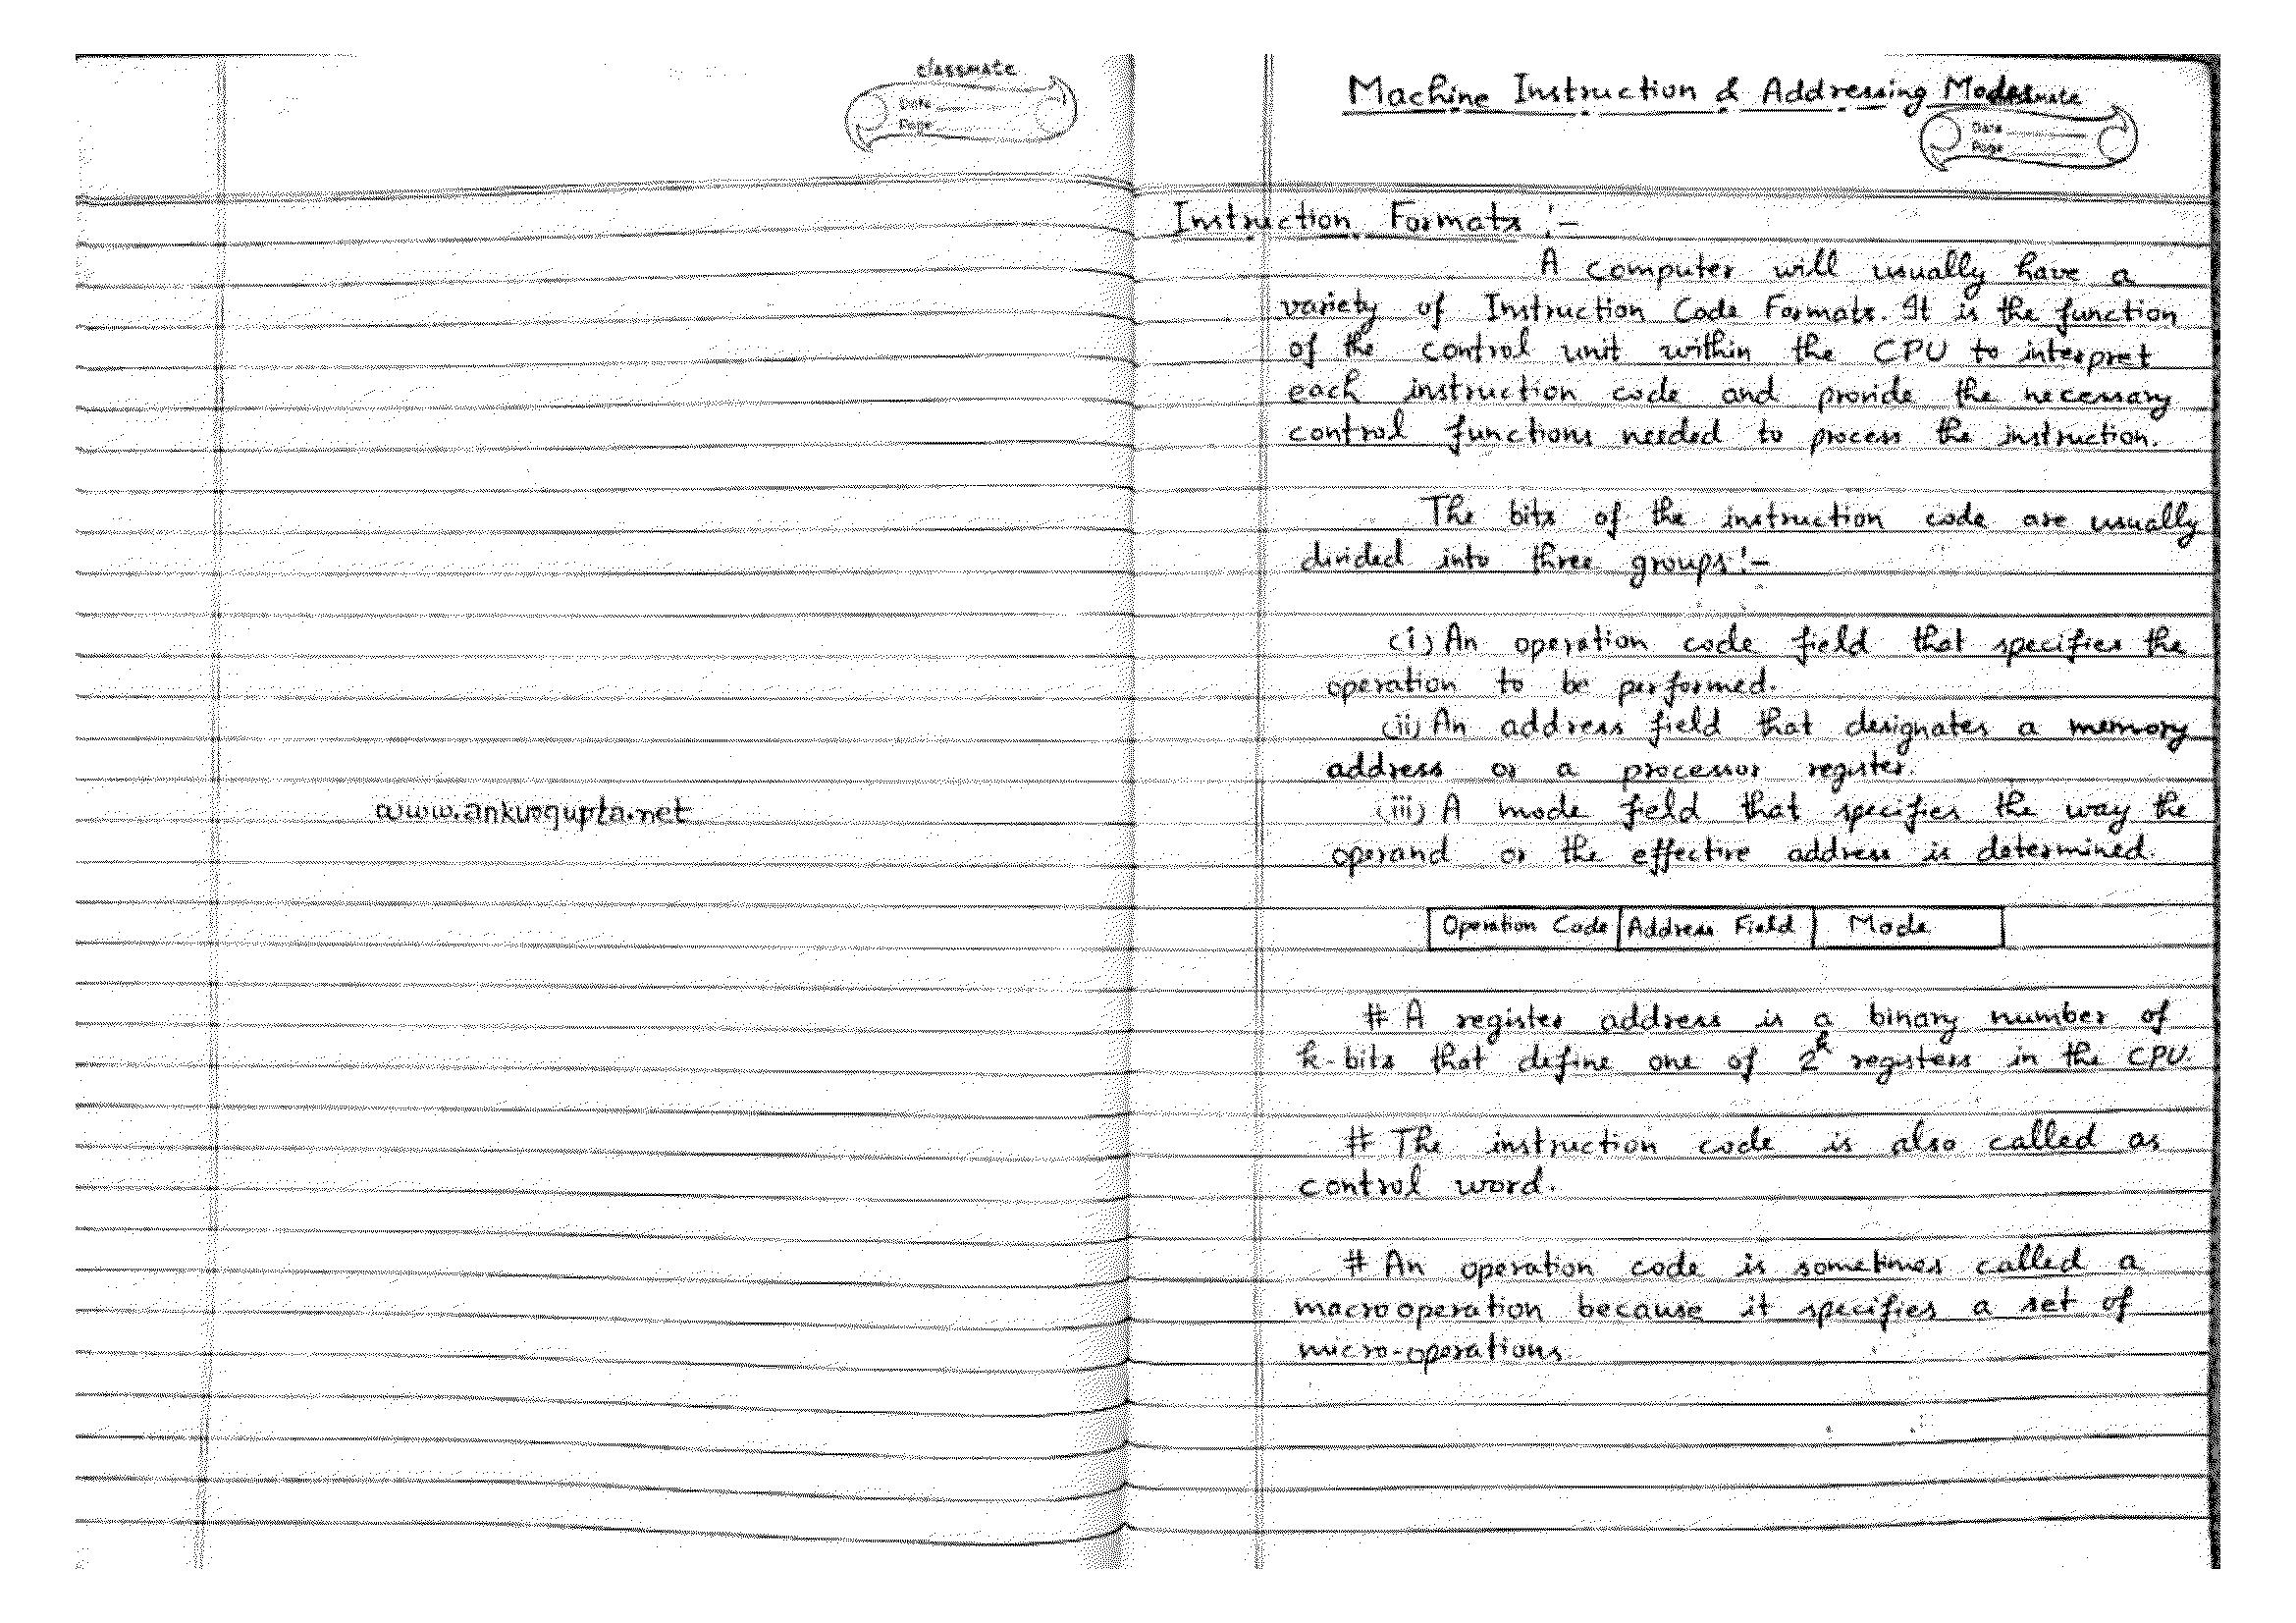 classmate
Date
Page
www.ankurgupta.net
Machine Instruction & Addressing Modes
classmate
Date
Page
Instruction Formats :-
A computer will usually have a
variety of Instruction Code Formats. It is the function
of the control unit within the CPU to interpret
each instruction code and provide the necessary
control functions needed to process the instruction.
The bits of the instruction code are usually
divided into three groups:-
(i) An operation code field that specifies the
operation to be performed.
(ii) An address field that designates a memory
address or a processor register.
(iii) A mode field that specifies the way the
operand or the effective address is determined.
Operation Code Address Field Mode
# A register address is a binary number of
k-bits that define one of 2^k registers in the CPU.
# The instruction code is also called as
control word.
# An operation code is sometimes called a
macrooperation because it specifies a set of
micro-operations.